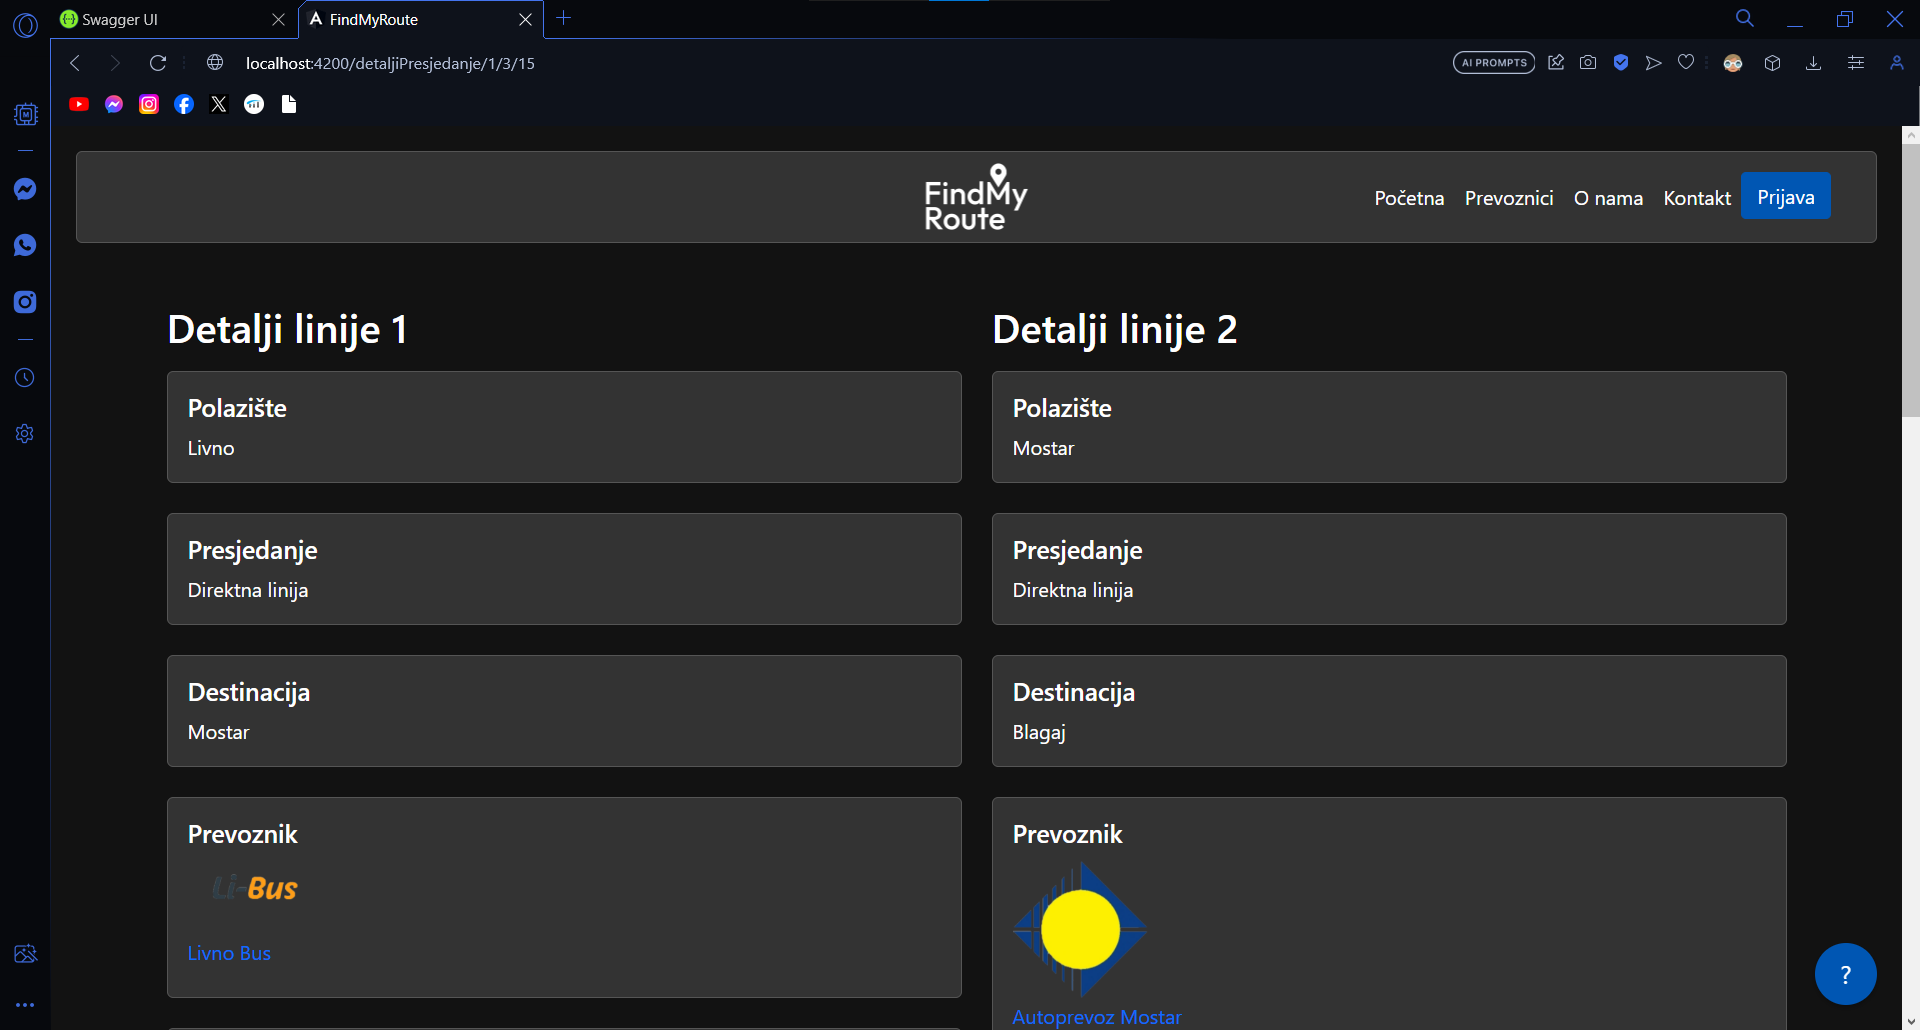 Swagger UI
FindMyRoute
localhost:4200/detaljiPresjedanje/1/3/15
AI PROMPTS
FindMy
Route
Početna
Prevoznici
O nama
Kontakt
Prijava
Detalji linije 1
Polazište
Livno
Presjedanje
Direktna linija
Destinacija
Mostar
Prevoznik
Li-Bus
Livno Bus
Detalji linije 2
Polazište
Mostar
Presjedanje
Direktna linija
Destinacija
Blagaj
Prevoznik
Autoprevoz Mostar
?